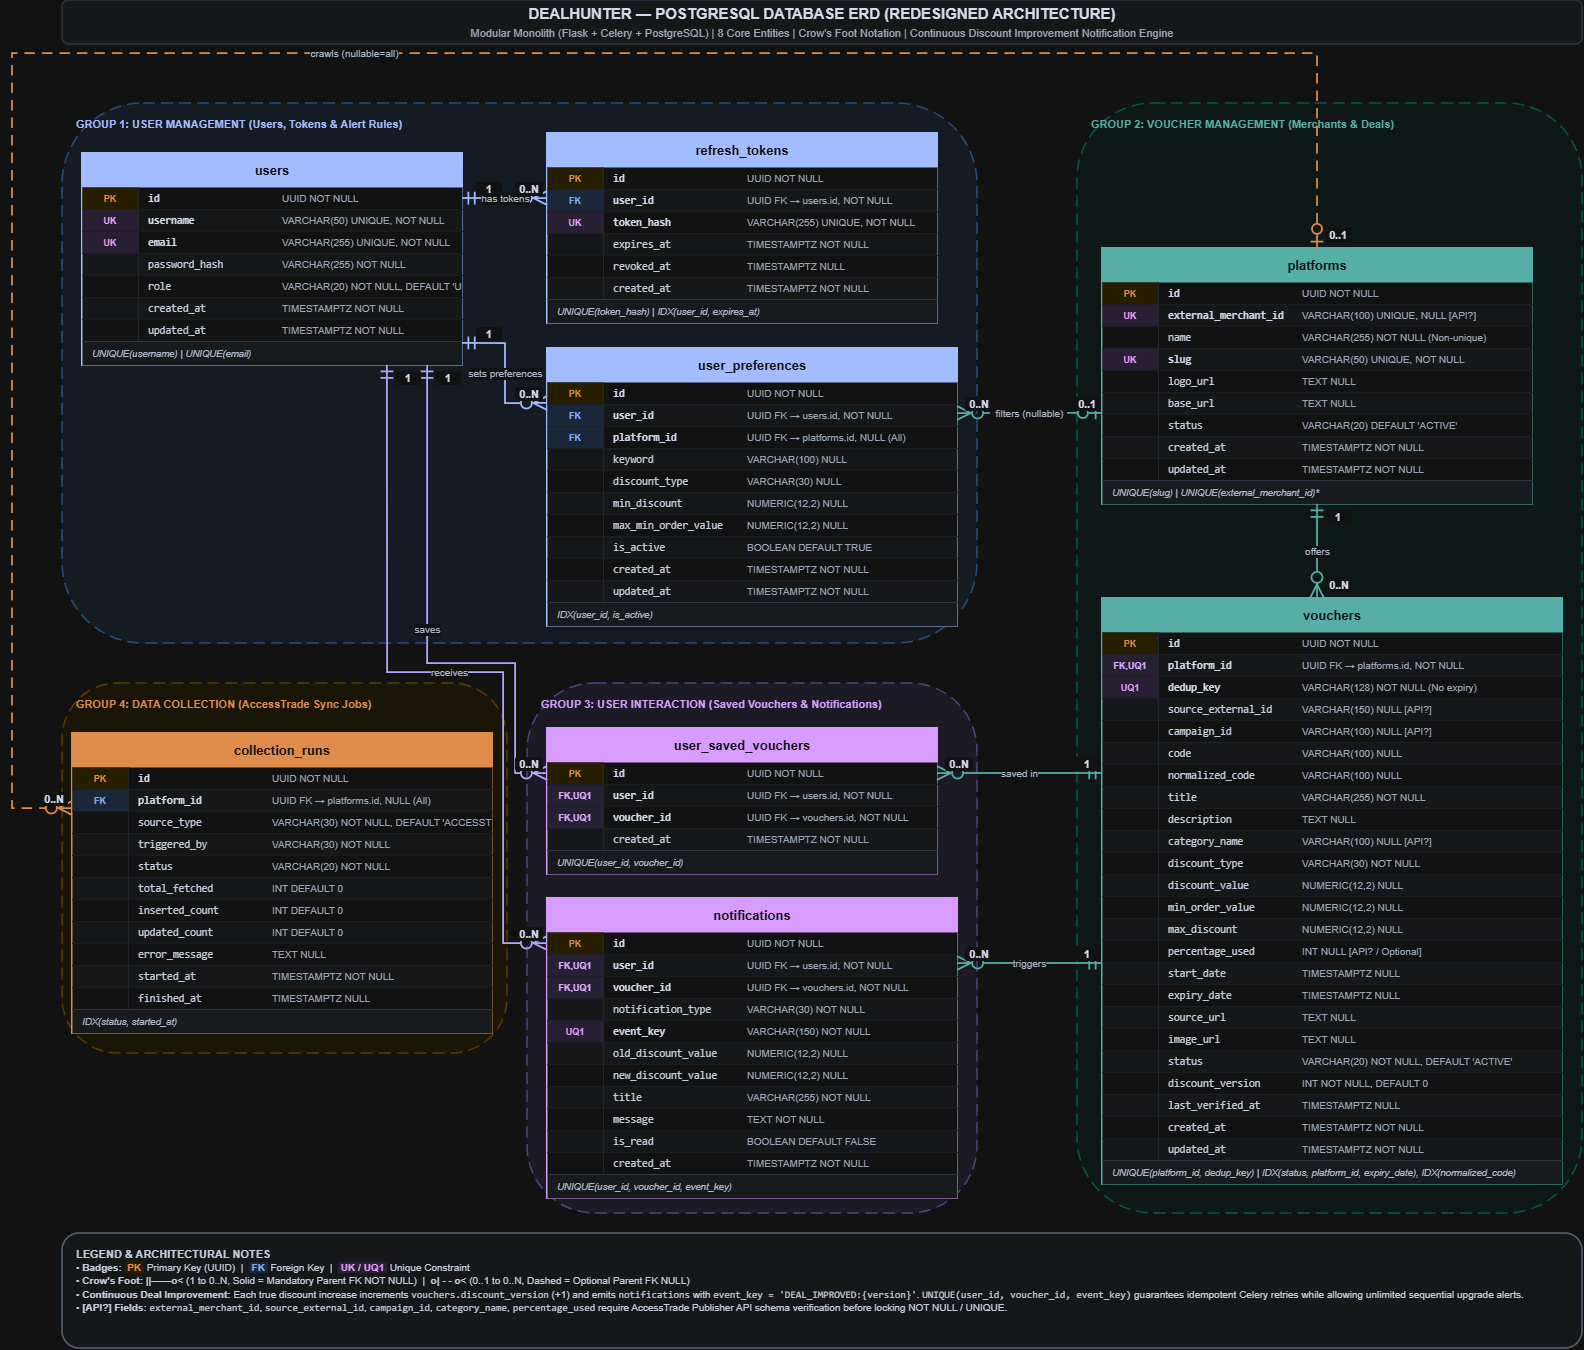 DEALHUNTER — POSTGRESQL DATABASE ERD (REDESIGNED ARCHITECTURE)
Modular Monolith (Flask + Celery + PostgreSQL) | 8 Core Entities | Crow's Foot Notation | Continuous Discount Improvement Notification Engine
crawls (nullable=all)
GROUP 1: USER MANAGEMENT (Users, Tokens & Alert Rules)
users
PK id UUID NOT NULL
UK username VARCHAR(50) UNIQUE, NOT NULL
UK email VARCHAR(255) UNIQUE, NOT NULL
password_hash VARCHAR(255) NOT NULL
role VARCHAR(20) NOT NULL, DEFAULT 'U
created_at TIMESTAMPTZ NOT NULL
updated_at TIMESTAMPTZ NOT NULL
UNIQUE(username) | UNIQUE(email)
1 0..N
has tokens
refresh_tokens
PK id UUID NOT NULL
FK user_id UUID FK → users.id, NOT NULL
UK token_hash VARCHAR(255) UNIQUE, NOT NULL
expires_at TIMESTAMPTZ NOT NULL
revoked_at TIMESTAMPTZ NULL
created_at TIMESTAMPTZ NOT NULL
UNIQUE(token_hash) | IDX(user_id, expires_at)
1
sets preferences
0..N
1 1
user_preferences
PK id UUID NOT NULL
FK user_id UUID FK → users.id, NOT NULL
FK platform_id UUID FK → platforms.id, NULL (All)
keyword VARCHAR(100) NULL
discount_type VARCHAR(30) NULL
min_discount NUMERIC(12,2) NULL
max_min_order_value NUMERIC(12,2) NULL
is_active BOOLEAN DEFAULT TRUE
created_at TIMESTAMPTZ NOT NULL
updated_at TIMESTAMPTZ NOT NULL
IDX(user_id, is_active)
0..N filters (nullable) 0..1
GROUP 2: VOUCHER MANAGEMENT (Merchants & Deals)
0..1
platforms
PK id UUID NOT NULL
UK external_merchant_id VARCHAR(100) UNIQUE, NULL [API?]
name VARCHAR(255) NOT NULL (Non-unique)
UK slug VARCHAR(50) UNIQUE, NOT NULL
logo_url TEXT NULL
base_url TEXT NULL
status VARCHAR(20) DEFAULT 'ACTIVE'
created_at TIMESTAMPTZ NOT NULL
updated_at TIMESTAMPTZ NOT NULL
UNIQUE(slug) | UNIQUE(external_merchant_id)*
1
offers
0..N
vouchers
PK id UUID NOT NULL
FK,UQ1 platform_id UUID FK → platforms.id, NOT NULL
UQ1 dedup_key VARCHAR(128) NOT NULL (No expiry)
source_external_id VARCHAR(150) NULL [API?]
campaign_id VARCHAR(100) NULL [API?]
code VARCHAR(100) NULL
normalized_code VARCHAR(100) NULL
title VARCHAR(255) NOT NULL
description TEXT NULL
category_name VARCHAR(100) NULL [API?]
discount_type VARCHAR(30) NOT NULL
discount_value NUMERIC(12,2) NULL
min_order_value NUMERIC(12,2) NULL
max_discount NUMERIC(12,2) NULL
percentage_used INT NULL [API? / Optional]
start_date TIMESTAMPTZ NULL
expiry_date TIMESTAMPTZ NULL
source_url TEXT NULL
image_url TEXT NULL
status VARCHAR(20) NOT NULL, DEFAULT 'ACTIVE'
discount_version INT NOT NULL, DEFAULT 0
last_verified_at TIMESTAMPTZ NULL
created_at TIMESTAMPTZ NOT NULL
updated_at TIMESTAMPTZ NOT NULL
UNIQUE(platform_id, dedup_key) | IDX(status, platform_id, expiry_date), IDX(normalized_code)
saves
receives
GROUP 4: DATA COLLECTION (AccessTrade Sync Jobs)
collection_runs
PK id UUID NOT NULL
FK platform_id UUID FK → platforms.id, NULL (All)
source_type VARCHAR(30) NOT NULL, DEFAULT 'ACCESST
triggered_by VARCHAR(30) NOT NULL
status VARCHAR(20) NOT NULL
total_fetched INT DEFAULT 0
inserted_count INT DEFAULT 0
updated_count INT DEFAULT 0
error_message TEXT NULL
started_at TIMESTAMPTZ NOT NULL
finished_at TIMESTAMPTZ NULL
IDX(status, started_at)
0..N
GROUP 3: USER INTERACTION (Saved Vouchers & Notifications)
user_saved_vouchers
PK id UUID NOT NULL
FK,UQ1 user_id UUID FK → users.id, NOT NULL
FK,UQ1 voucher_id UUID FK → vouchers.id, NOT NULL
created_at TIMESTAMPTZ NOT NULL
UNIQUE(user_id, voucher_id)
0..N
0..N saved in 1
notifications
PK id UUID NOT NULL
FK,UQ1 user_id UUID FK → users.id, NOT NULL
FK,UQ1 voucher_id UUID FK → vouchers.id, NOT NULL
notification_type VARCHAR(30) NOT NULL
UQ1 event_key VARCHAR(150) NOT NULL
old_discount_value NUMERIC(12,2) NULL
new_discount_value NUMERIC(12,2) NULL
title VARCHAR(255) NOT NULL
message TEXT NOT NULL
is_read BOOLEAN DEFAULT FALSE
created_at TIMESTAMPTZ NOT NULL
UNIQUE(user_id, voucher_id, event_key)
0..N
0..N triggers 1
LEGEND & ARCHITECTURAL NOTES
• Badges: PK Primary Key (UUID) | FK Foreign Key | UK / UQ1 Unique Constraint
• Crow's Foot: ||——o< (1 to 0..N, Solid = Mandatory Parent FK NOT NULL) | o| - - o< (0..1 to 0..N, Dashed = Optional Parent FK NULL)
• Continuous Deal Improvement: Each true discount increase increments vouchers.discount_version (+1) and emits notifications with event_key = 'DEAL_IMPROVED:{version}'. UNIQUE(user_id, voucher_id, event_key) guarantees idempotent Celery retries while allowing unlimited sequential upgrade alerts.
• [API?] Fields: external_merchant_id, source_external_id, campaign_id, category_name, percentage_used require AccessTrade Publisher API schema verification before locking NOT NULL / UNIQUE.